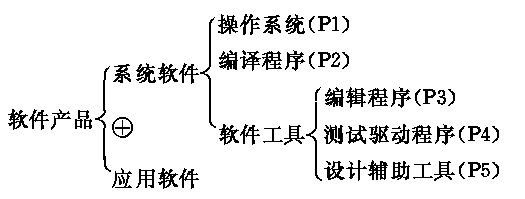 操作系统(P1)
系统软件
编译程序(P2)
编辑程序(P3)
软件产品
⊕
软件工具
测试驱动程序(P4)
应用软件
设计辅助工具(P5)